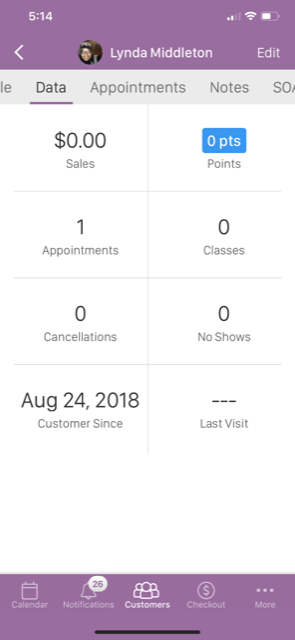 5:14
Lynda Middleton Edit
le Data Appointments Notes SOA
$0.00 0 pts
Sales Points
1 0
Appointments Classes
0 0
Cancellations No Shows
Aug 24, 2018 ---
Customer Since Last Visit
26
Calendar Notifications Customers Checkout More